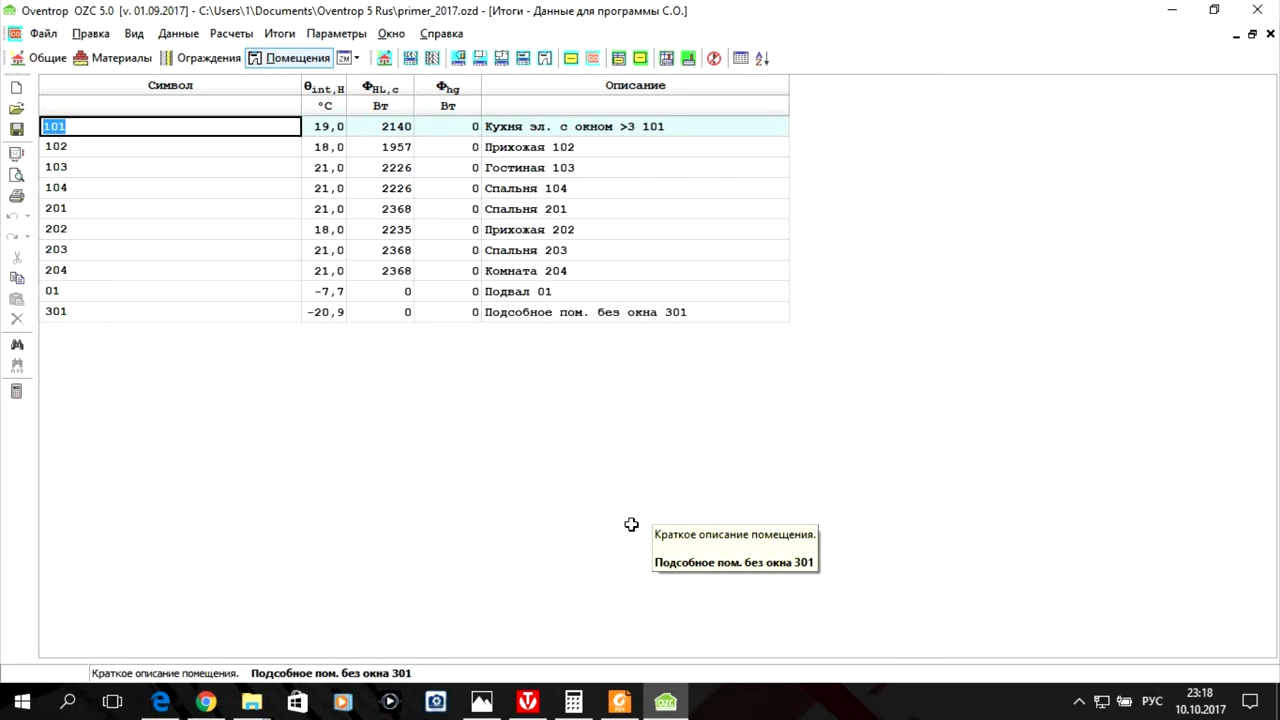 Oventrop OZC 5.0 [v. 01.09.2017] - C:\Users\1\Documents\Oventrop 5 Rus\primer_2017.ozd - [Итоги - Данные для программы С.О.]
Файл Правка Вид Данные Расчеты Итоги Параметры Окно Справка
Общие Материалы Ограждения Помещения ZM
Символ θint,H ΦHL,c Φhg Описание
°C Вт Вт
101 19,0 2140 0 Кухня эл. с окном >3 101
102 18,0 1957 0 Прихожая 102
103 21,0 2226 0 Гостиная 103
104 21,0 2226 0 Спальня 104
201 21,0 2368 0 Спальня 201
202 18,0 2235 0 Прихожая 202
203 21,0 2368 0 Спальня 203
204 21,0 2368 0 Комната 204
01 -7,7 0 0 Подвал 01
301 -20,9 0 0 Подсобное пом. без окна 301
Краткое описание помещения.
Подсобное пом. без окна 301
Краткое описание помещения. Подсобное пом. без окна 301
OZC РУС 23:18
10.10.2017